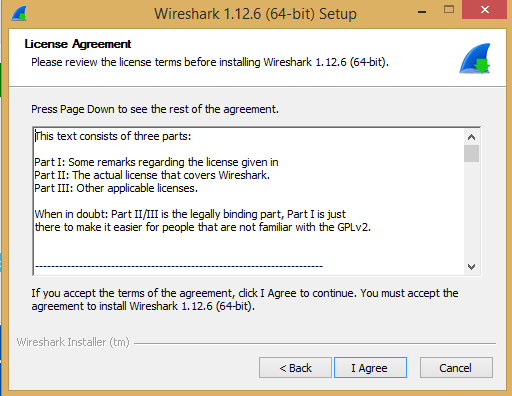 Wireshark 1.12.6 (64-bit) Setup
License Agreement
Please review the license terms before installing Wireshark 1.12.6 (64-bit).
Press Page Down to see the rest of the agreement.
This text consists of three parts:
Part I: Some remarks regarding the license given in
Part II: The actual license that covers Wireshark.
Part III: Other applicable licenses.
When in doubt: Part II/III is the legally binding part, Part I is just
there to make it easier for people that are not familiar with the GPLv2.
------------------------------------------------------------------------
If you accept the terms of the agreement, click I Agree to continue. You must accept the
agreement to install Wireshark 1.12.6 (64-bit).
Wireshark Installer (tm)
< Back
I Agree
Cancel